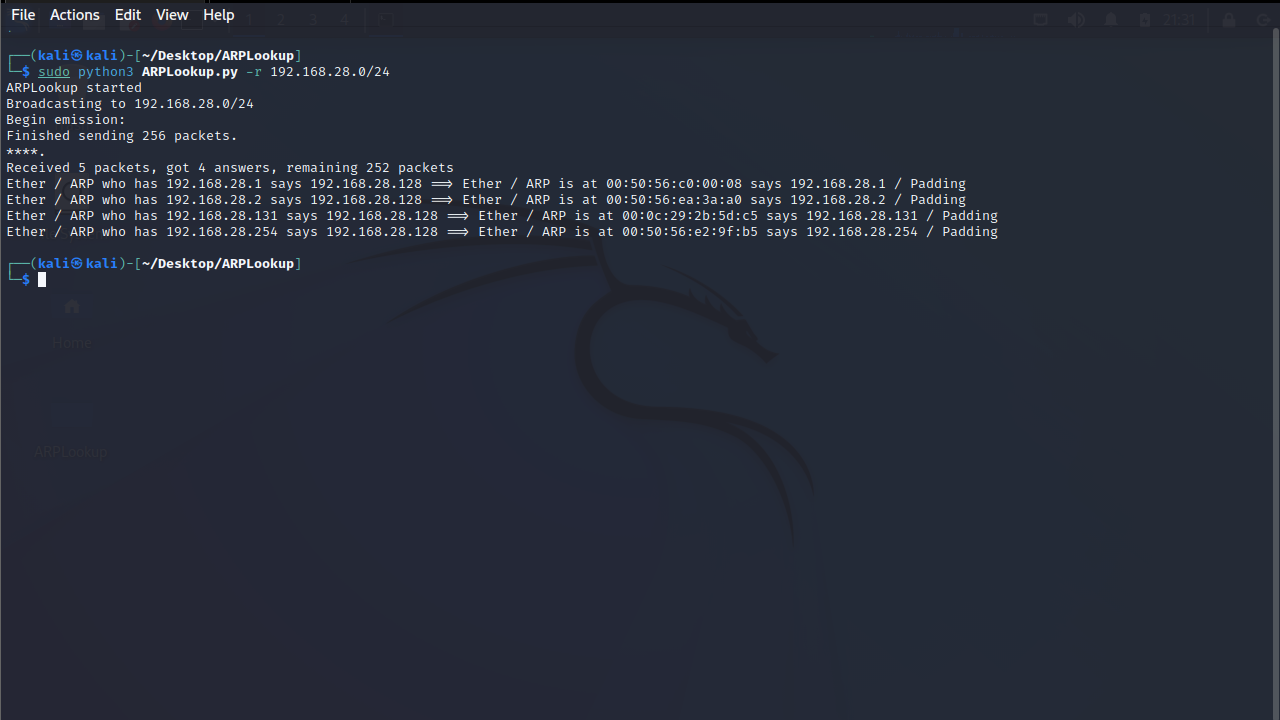 File Actions Edit View Help
1 2 3 4 21:31
┌──(kali㉿kali)-[~/Desktop/ARPLookup]
└─$ sudo python3 ARPLookup.py -r 192.168.28.0/24
ARPLookup started
Broadcasting to 192.168.28.0/24
Begin emission:
Finished sending 256 packets.
****.
Received 5 packets, got 4 answers, remaining 252 packets
Ether / ARP who has 192.168.28.1 says 192.168.28.128 ==> Ether / ARP is at 00:50:56:c0:00:08 says 192.168.28.1 / Padding
Ether / ARP who has 192.168.28.2 says 192.168.28.128 ==> Ether / ARP is at 00:50:56:ea:3a:a0 says 192.168.28.2 / Padding
Ether / ARP who has 192.168.28.131 says 192.168.28.128 ==> Ether / ARP is at 00:0c:29:2b:5d:c5 says 192.168.28.131 / Padding
Ether / ARP who has 192.168.28.254 says 192.168.28.128 ==> Ether / ARP is at 00:50:56:e2:9f:b5 says 192.168.28.254 / Padding
┌──(kali㉿kali)-[~/Desktop/ARPLookup]
└─$
Home
ARPLookup